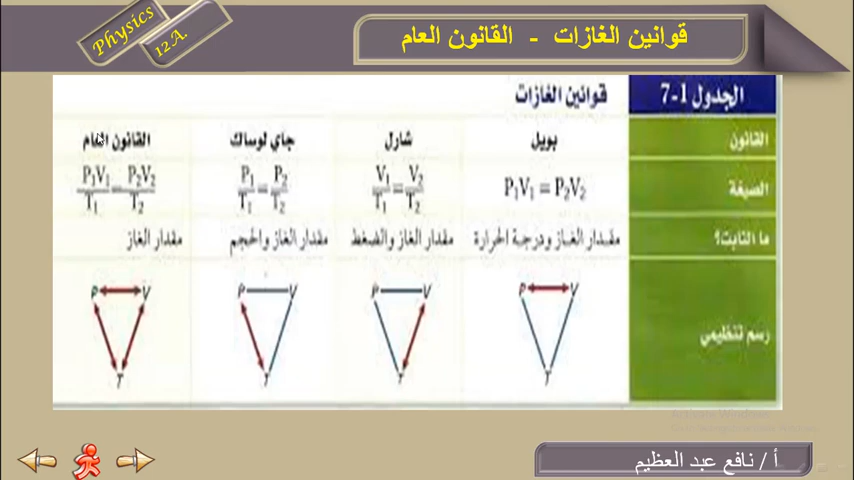 Physics
12A.
قوانين الغازات - القانون العام
الجدول 1-7 قوانين الغازات
القانون بويل شارل جاي لوساك القانون العام
الصيغة P₁V₁ = P₂V₂ V₁/T₁ = V₂/T₂ P₁/T₁ = P₂/T₂ P₁V₁/T₁ = P₂V₂/T₂
ما الثابت؟ مقدار الغاز ودرجة الحرارة مقدار الغاز والضغط مقدار الغاز والحجم مقدار الغاز
رسم تنظيمي
P V P V P V P V
T T T T
أ / نافع عبد العظيم